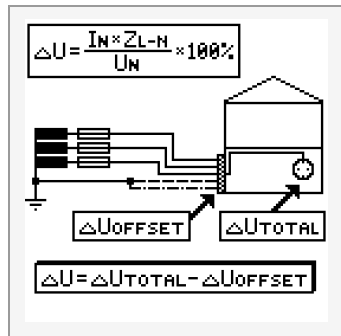 △U = IN×ZL-N / UN ×100%
△UOFFSET
△UTOTAL
△U=△UTOTAL-△UOFFSET